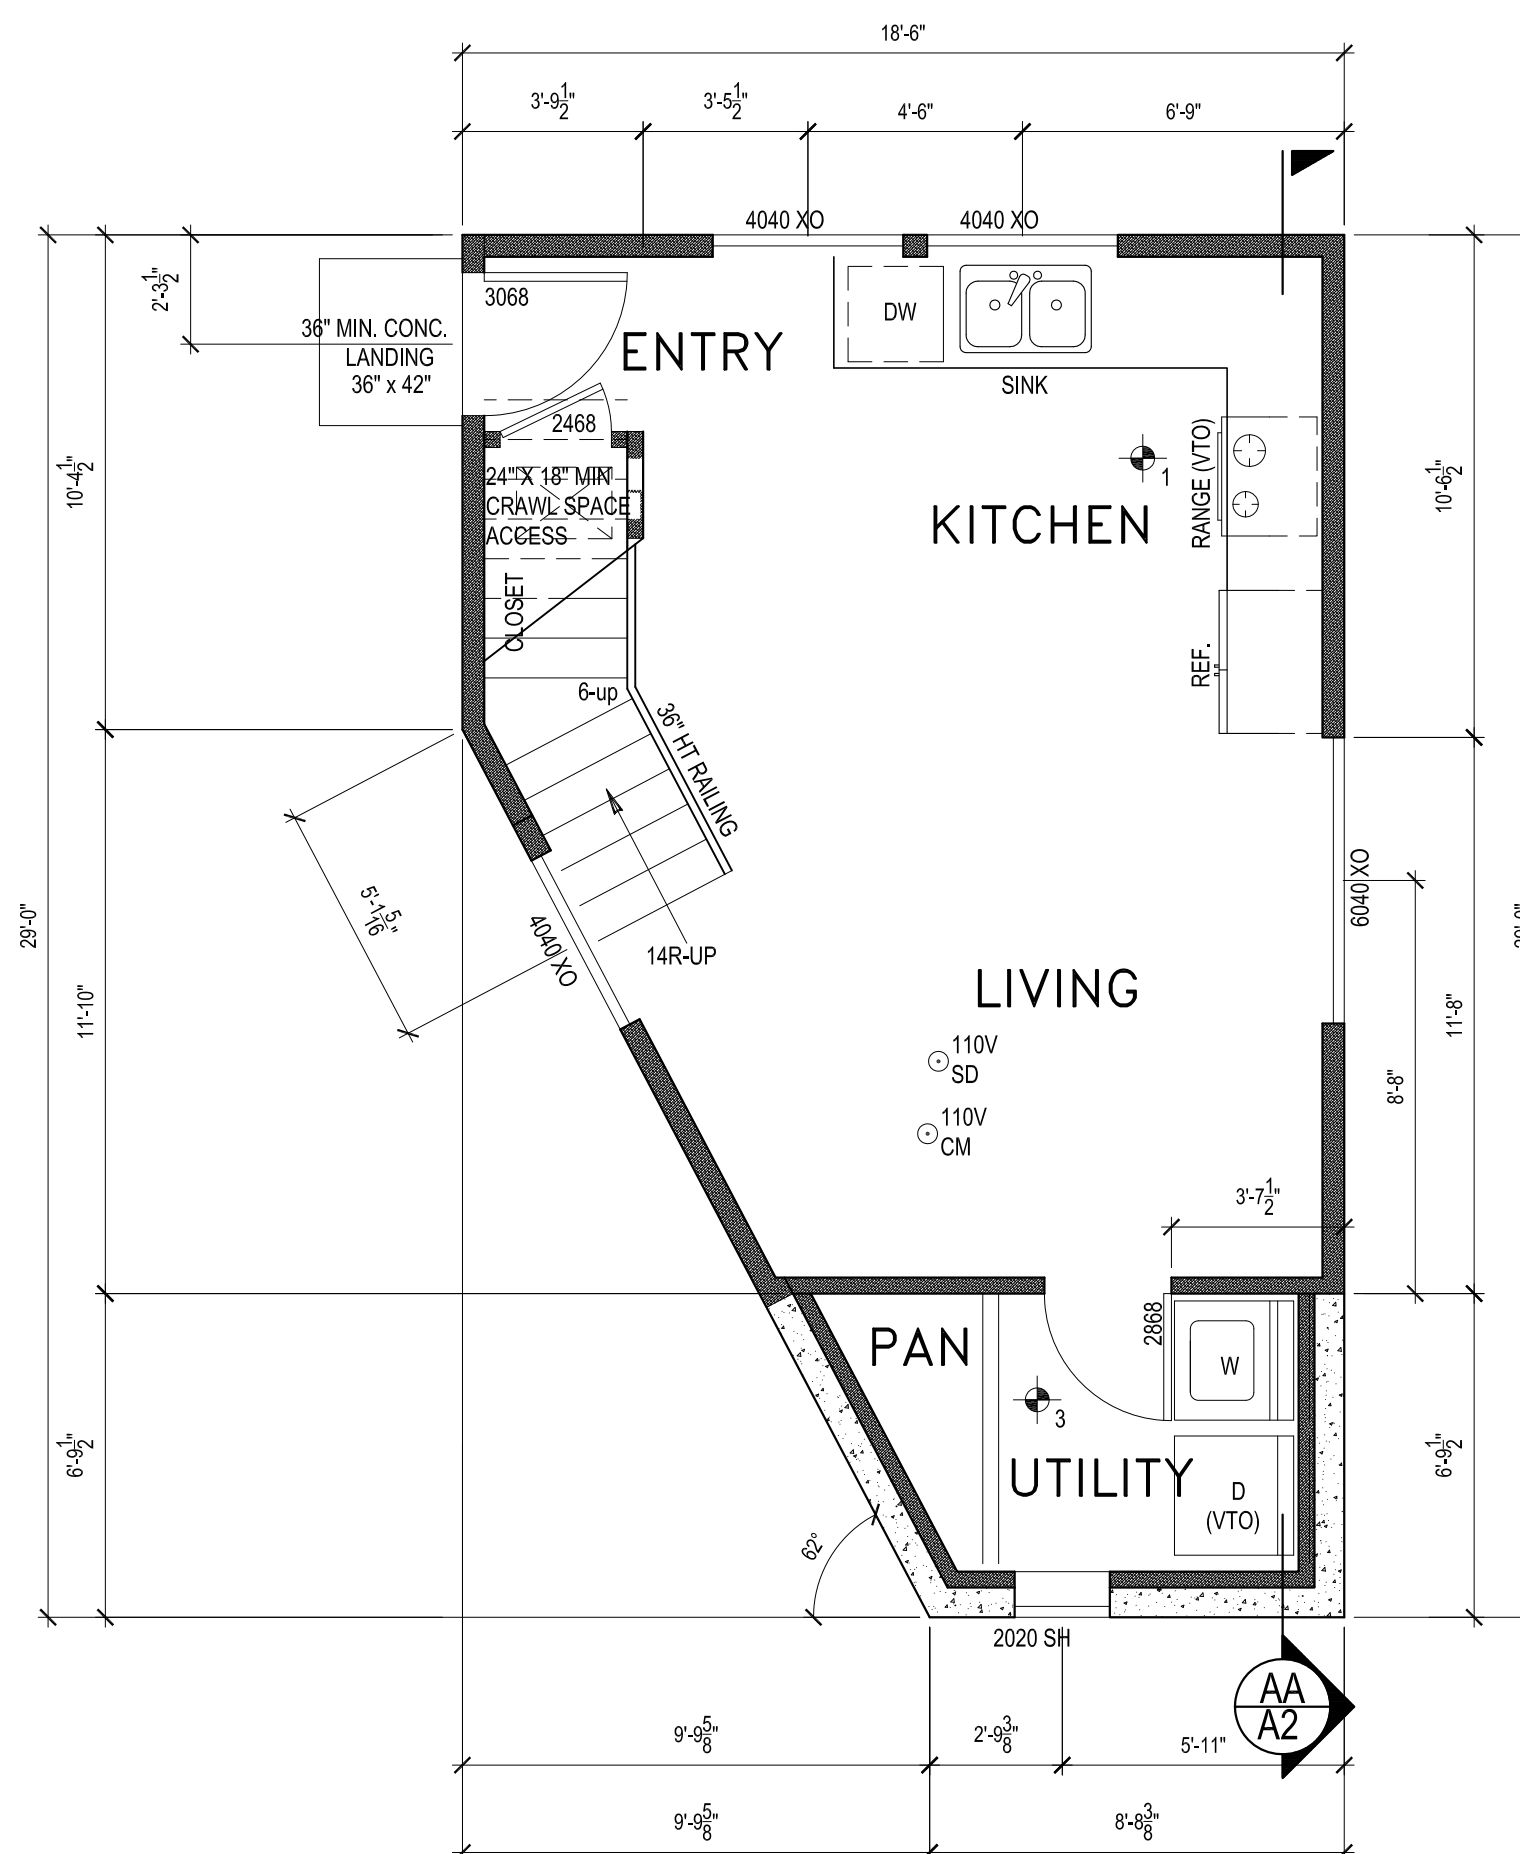 18'-6"
3'-9 1/2"
3'-5 1/2"
4'-6"
6'-9"
4040 XO
4040 XO
2'-3 1/2"
3068
36" MIN. CONC.
LANDING
36" x 42"
ENTRY
DW
SINK
2468
24" X 18" MIN
CRAWL SPACE
ACCESS
CLOSET
1
RANGE (VTO)
KITCHEN
10'-4 1/2"
10'-6 1/2"
REF.
6-up
36" HT RAILING
5'-1 5/16"
4040 XO
14R-UP
29'-0"
6040 XO
LIVING
11'-10"
11'-8"
110V
SD
110V
CM
8'-8"
3'-7 1/2"
PAN
2868
W
3
UTILITY
D
(VTO)
6'-9 1/2"
6'-9 1/2"
62°
2020 SH
AA
A2
9'-9 5/8"
2'-9 3/8"
5'-11"
9'-9 5/8"
8'-8 3/8"